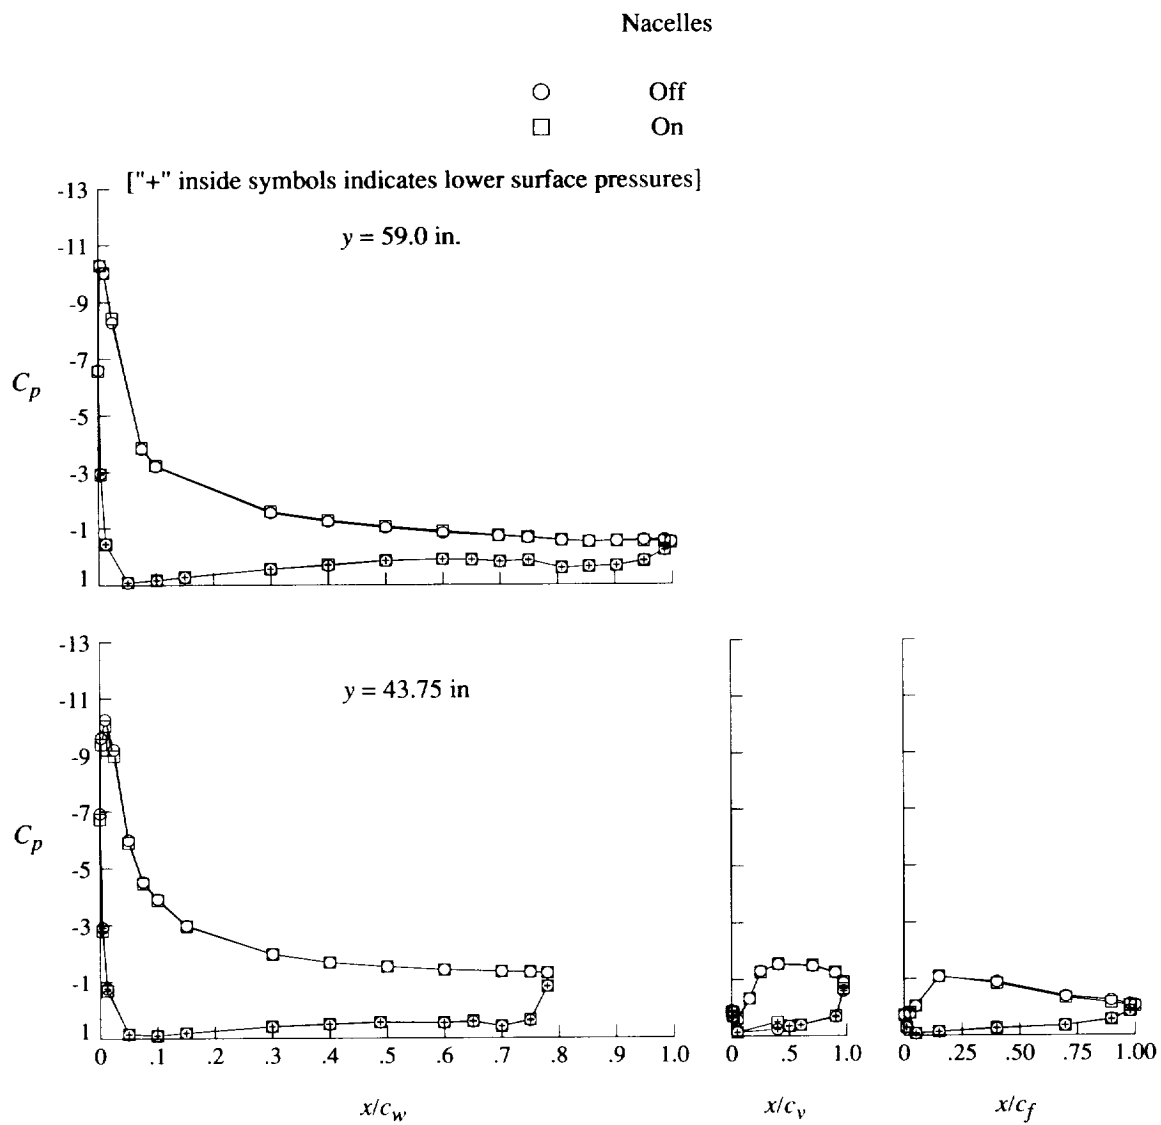 Nacelles
Off
On
["+" inside symbols indicates lower surface pressures]
y = 59.0 in.
-13
-11
-9
-7
-5
-3
-1
1
C_p
y = 43.75 in
-13
-11
-9
-7
-5
-3
-1
1
C_p
0 .1 .2 .3 .4 .5 .6 .7 .8 .9 1.0
x/c_w
0 .5 1.0
x/c_v
0 .25 .50 .75 1.00
x/c_f